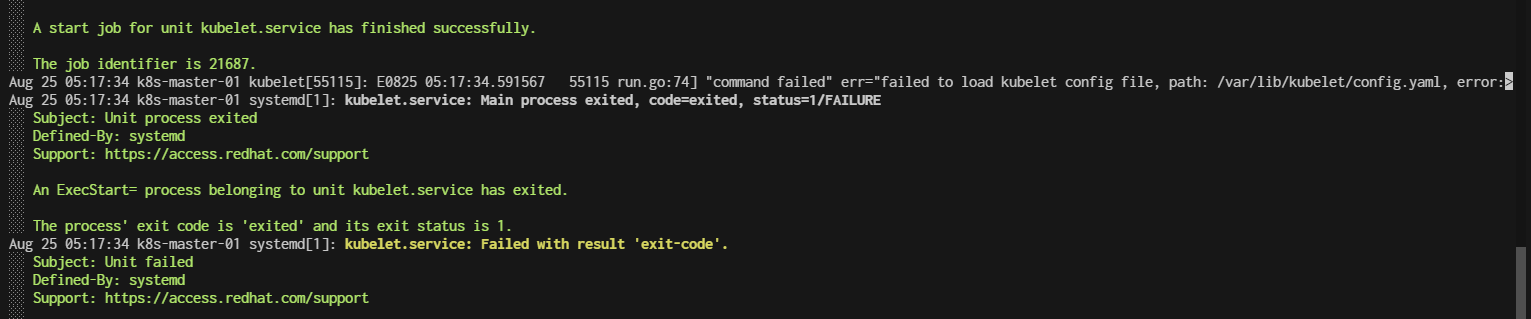 A start job for unit kubelet.service has finished successfully.
The job identifier is 21687.
Aug 25 05:17:34 k8s-master-01 kubelet[55115]: E0825 05:17:34.591567   55115 run.go:74] "command failed" err="failed to load kubelet config file, path: /var/lib/kubelet/config.yaml, error:>
Aug 25 05:17:34 k8s-master-01 systemd[1]: kubelet.service: Main process exited, code=exited, status=1/FAILURE
Subject: Unit process exited
Defined-By: systemd
Support: https://access.redhat.com/support
An ExecStart= process belonging to unit kubelet.service has exited.
The process' exit code is 'exited' and its exit status is 1.
Aug 25 05:17:34 k8s-master-01 systemd[1]: kubelet.service: Failed with result 'exit-code'.
Subject: Unit failed
Defined-By: systemd
Support: https://access.redhat.com/support